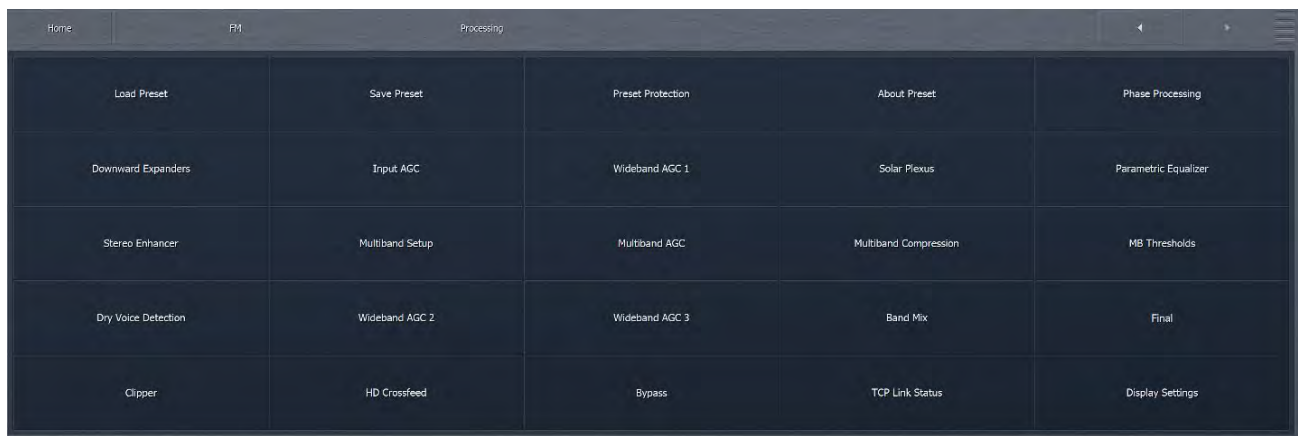 Home FM Processing
Load Preset Save Preset Preset Protection About Preset Phase Processing
Downward Expanders Input AGC Wideband AGC 1 Solar Plexus Parametric Equalizer
Stereo Enhancer Multiband Setup Multiband AGC Multiband Compression MB Thresholds
Dry Voice Detection Wideband AGC 2 Wideband AGC 3 Band Mix Final
Clipper HD Crossfeed Bypass TCP Link Status Display Settings